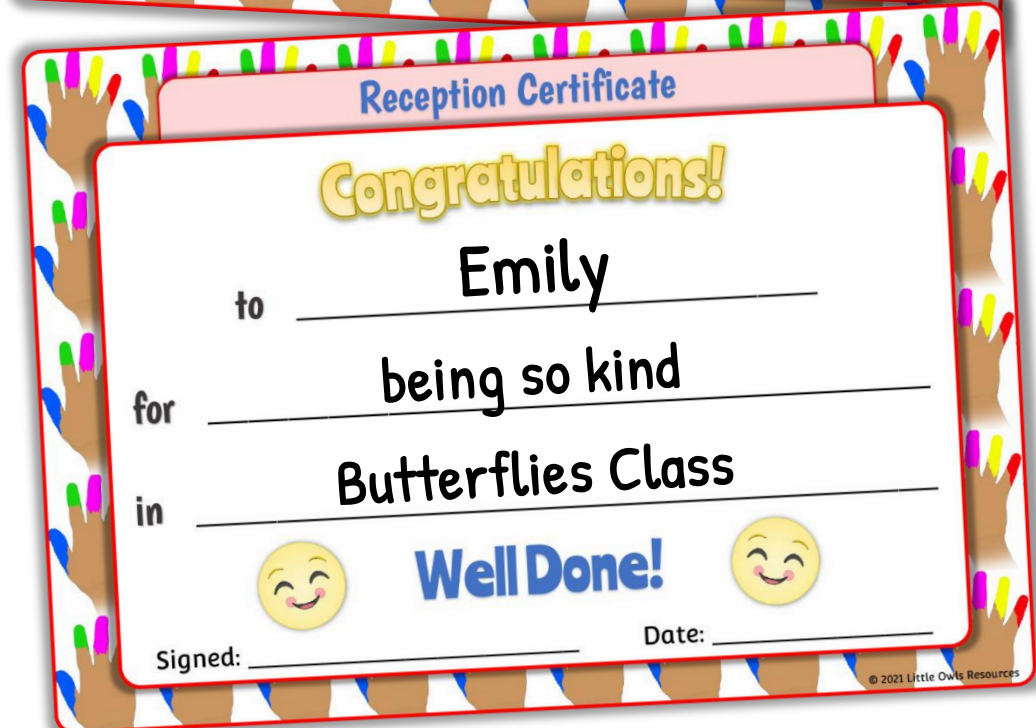 Reception Certificate
Congratulations!
to Emily
for being so kind
in Butterflies Class
Well Done!
Signed: Date:
© 2021 Little Owls Resources